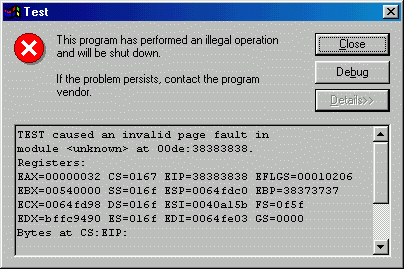 Test
This program has performed an illegal operation
and will be shut down.
If the problem persists, contact the program
vendor.
Close
Debug
Details>>
TEST caused an invalid page fault in
module <unknown> at 00de:38383838.
Registers:
EAX=00000032 CS=0167 EIP=38383838 EFLGS=00010206
EBX=00540000 SS=016f ESP=0064fdc0 EBP=38373737
ECX=0064fd98 DS=016f ESI=0040a15b FS=0f5f
EDX=bffc9490 ES=016f EDI=0064fe03 GS=0000
Bytes at CS:EIP: